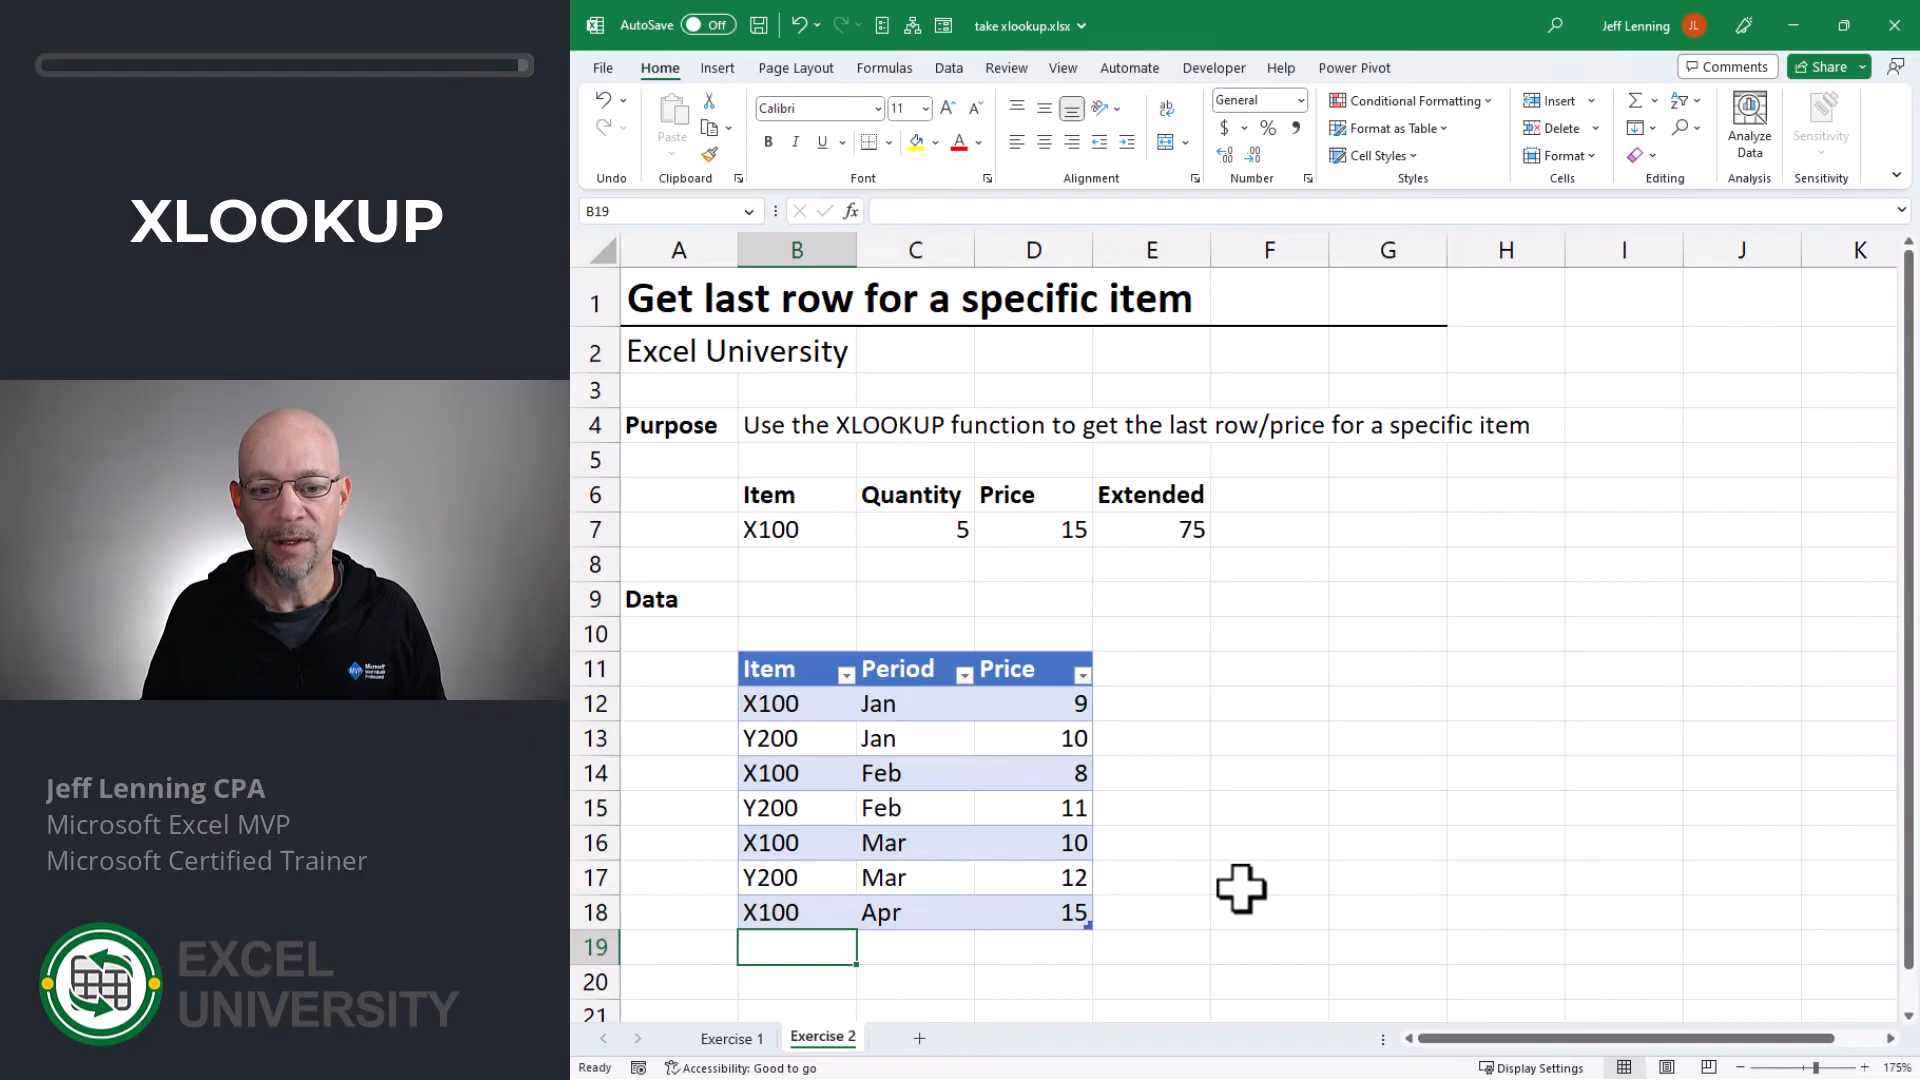 XLOOKUP
Jeff Lenning CPA
Microsoft Excel MVP
Microsoft Certified Trainer
EXCEL
UNIVERSITY
MVP
AutoSave Off take xlookup.xlsx Jeff Lenning JL
File Home Insert Page Layout Formulas Data Review View Automate Developer Help Power Pivot Comments Share
Paste Calibri 11 General Conditional Formatting Insert Analyze Data Sensitivity
Format as Table Delete
Cell Styles Format
Undo Clipboard Font Alignment Number Styles Cells Editing Analysis Sensitivity
B19 fx
A B C D E F G H I J K
1 Get last row for a specific item
2 Excel University
3
4 Purpose Use the XLOOKUP function to get the last row/price for a specific item
5
6 Item Quantity Price Extended
7 X100 5 15 75
8
9 Data
10
11 Item Period Price
12 X100 Jan 9
13 Y200 Jan 10
14 X100 Feb 8
15 Y200 Feb 11
16 X100 Mar 10
17 Y200 Mar 12
18 X100 Apr 15
19
20
21
Exercise 1 Exercise 2
Ready Accessibility: Good to go Display Settings 175%